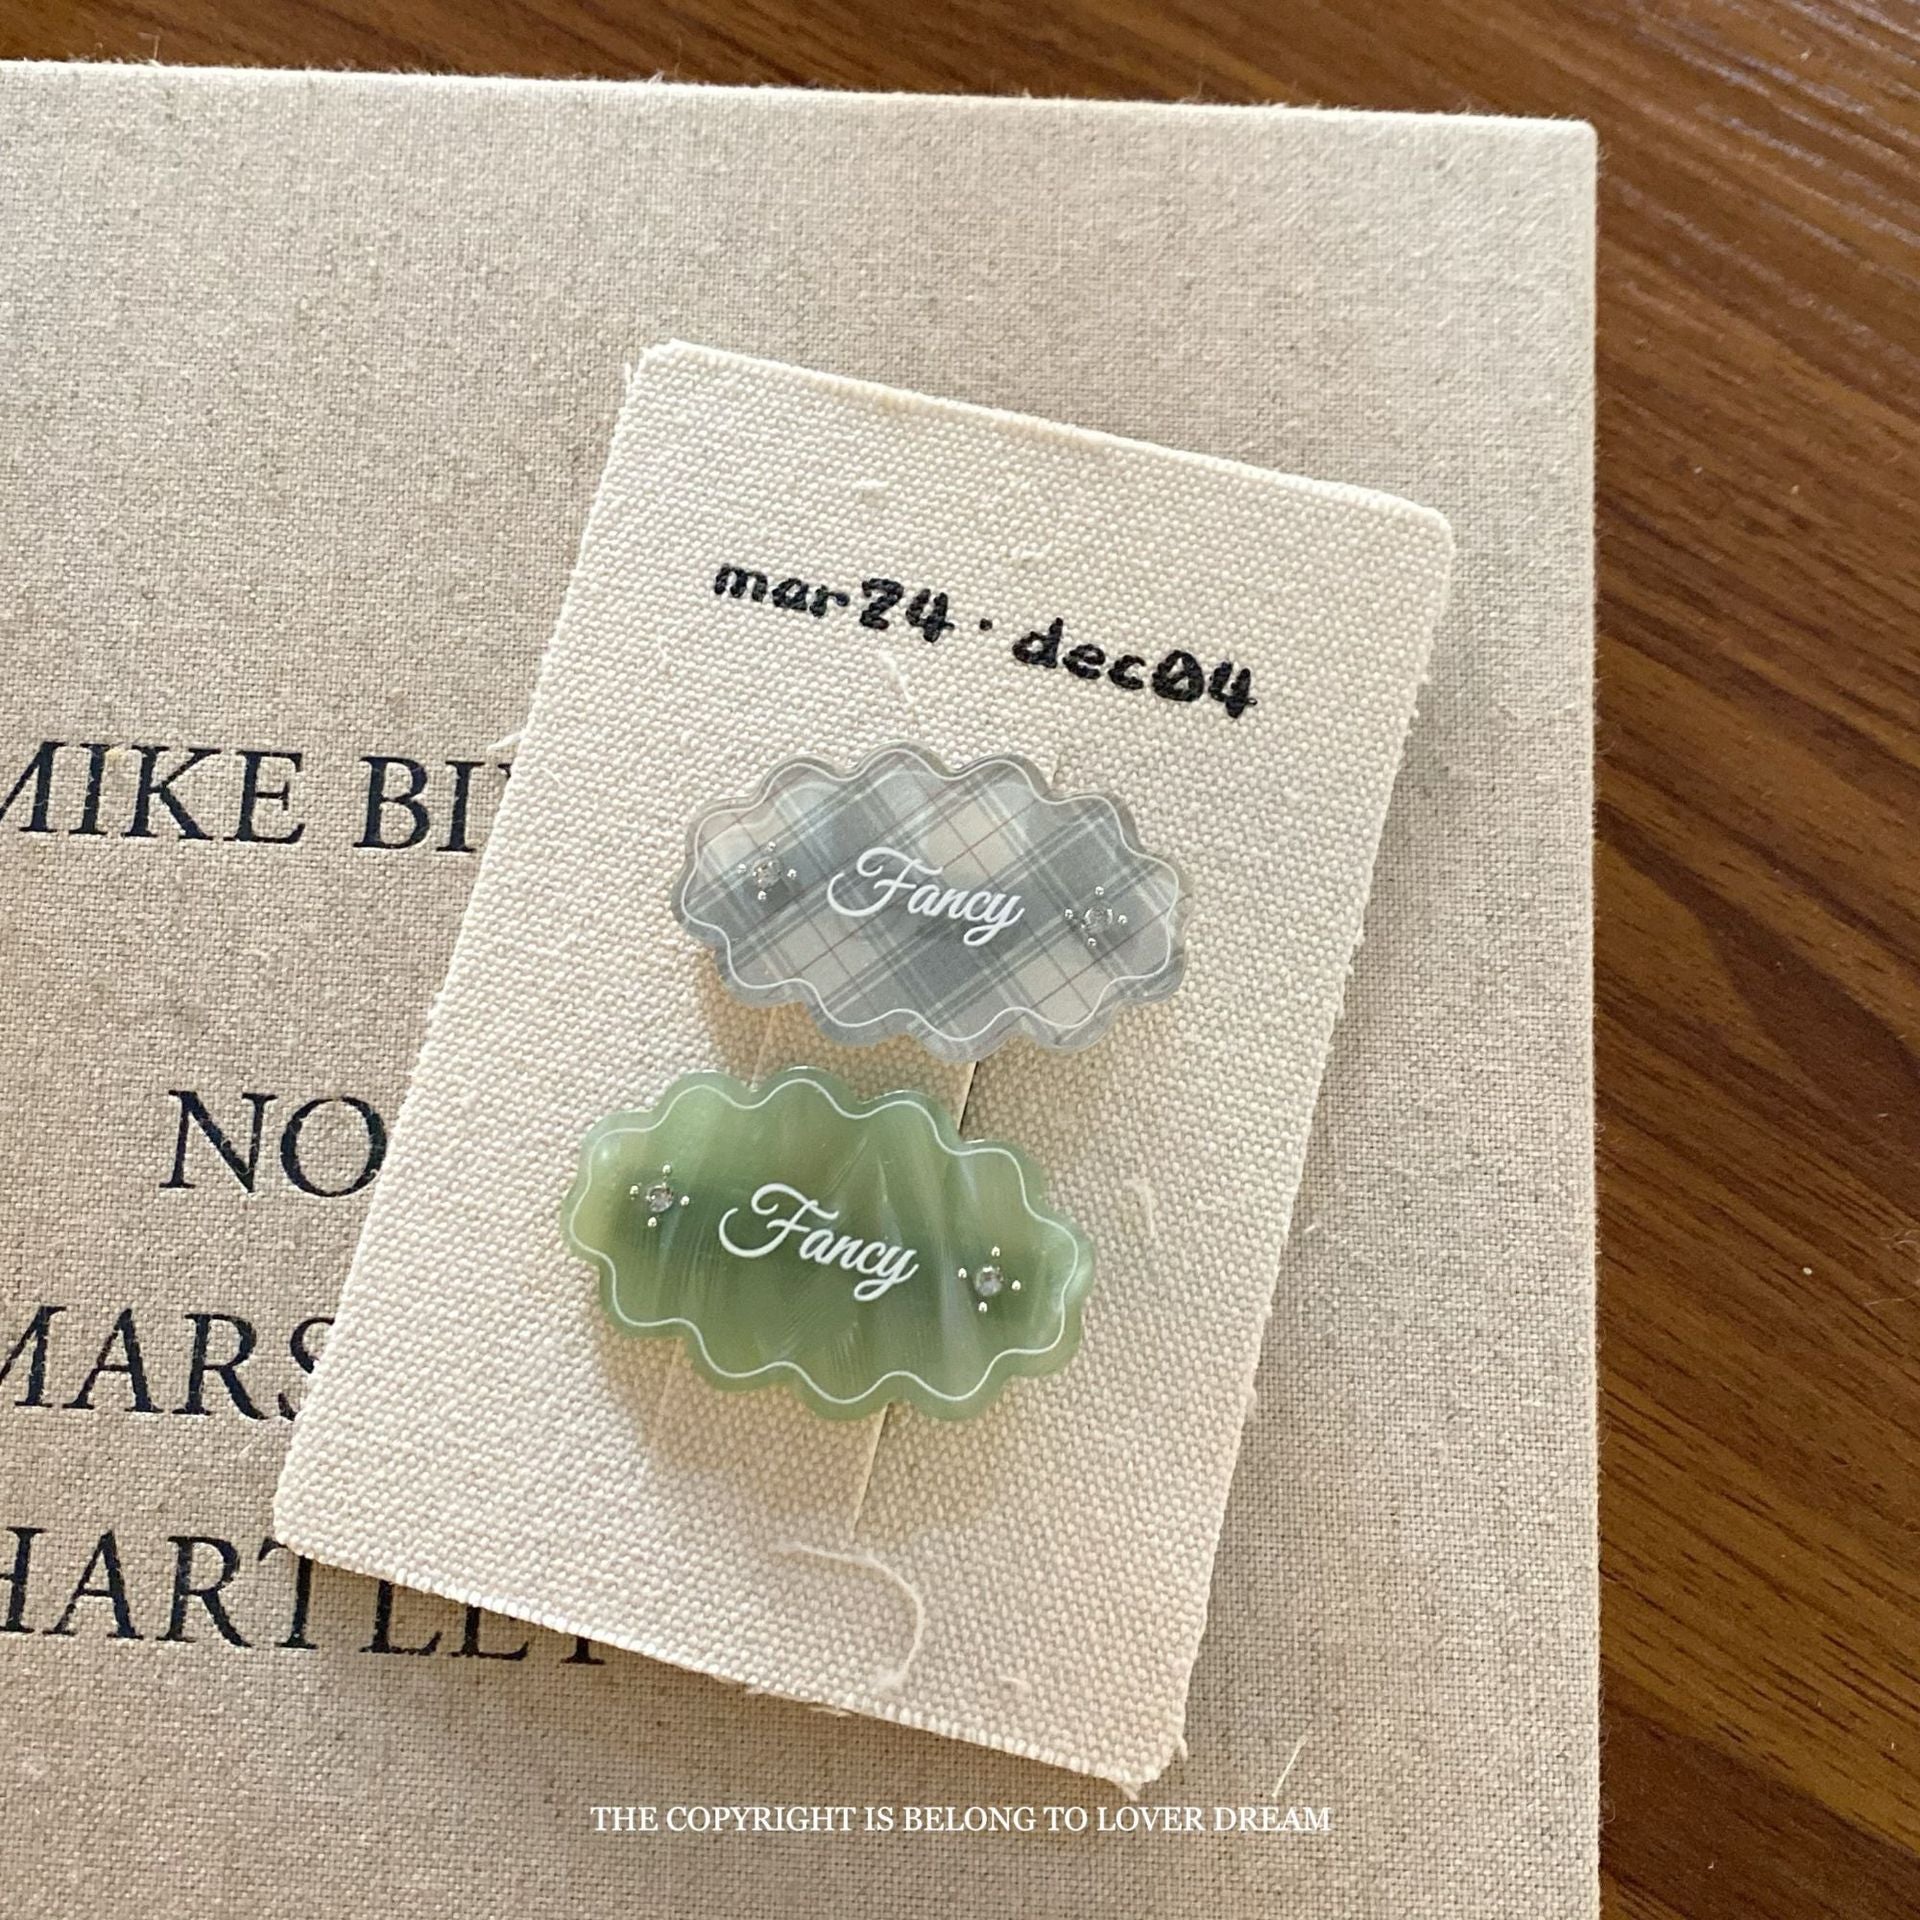 mar24·dec04
MIKE BI
Fancy
NO
Fancy
MARS
HARTLEY
THE COPYRIGHT IS BELONG TO LOVER DREAM